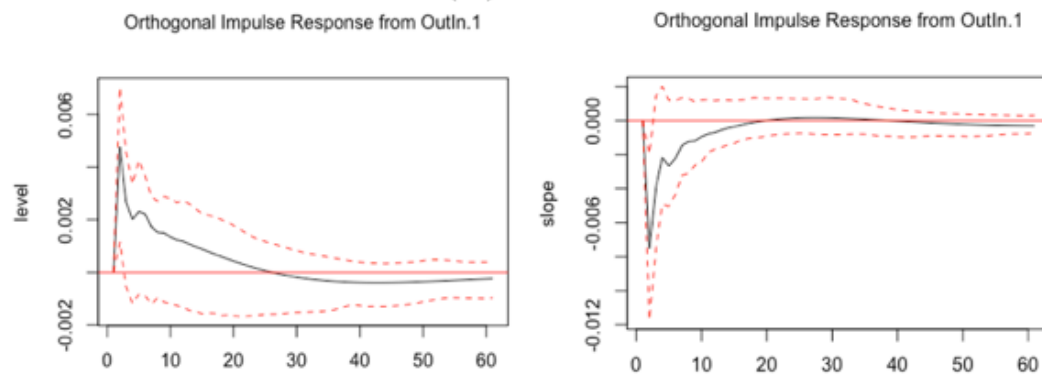 Orthogonal Impulse Response from OutIn.1
level
-0.002 0.002 0.006
0 10 20 30 40 50 60
Orthogonal Impulse Response from OutIn.1
slope
-0.012 -0.006 0.000
0 10 20 30 40 50 60